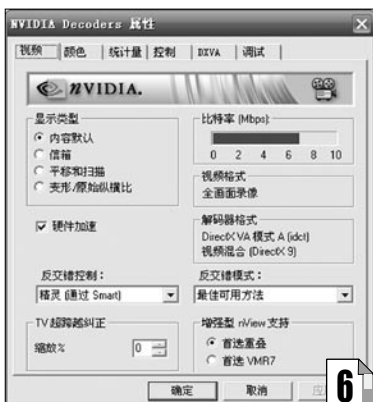 NVIDIA Decoders 属性
视频 颜色 统计量 控制 DXVA 调试
NVIDIA.
显示类型
内容默认
信箱
平移和扫描
变形/原始纵横比
硬件加速
反交错控制：
精灵 (通过 Smart)
TV 超跨越纠正
缩放% 0
比特率 (Mbps):
0 2 4 6 8 10
视频格式
全画面录像
解码器格式
DirectX VA 模式 A (idct)
视频混合 (DirectX 9)
反交错模式：
最佳可用方法
增强型 nView 支持
首选重叠
首选 VMR7
确定 取消
6